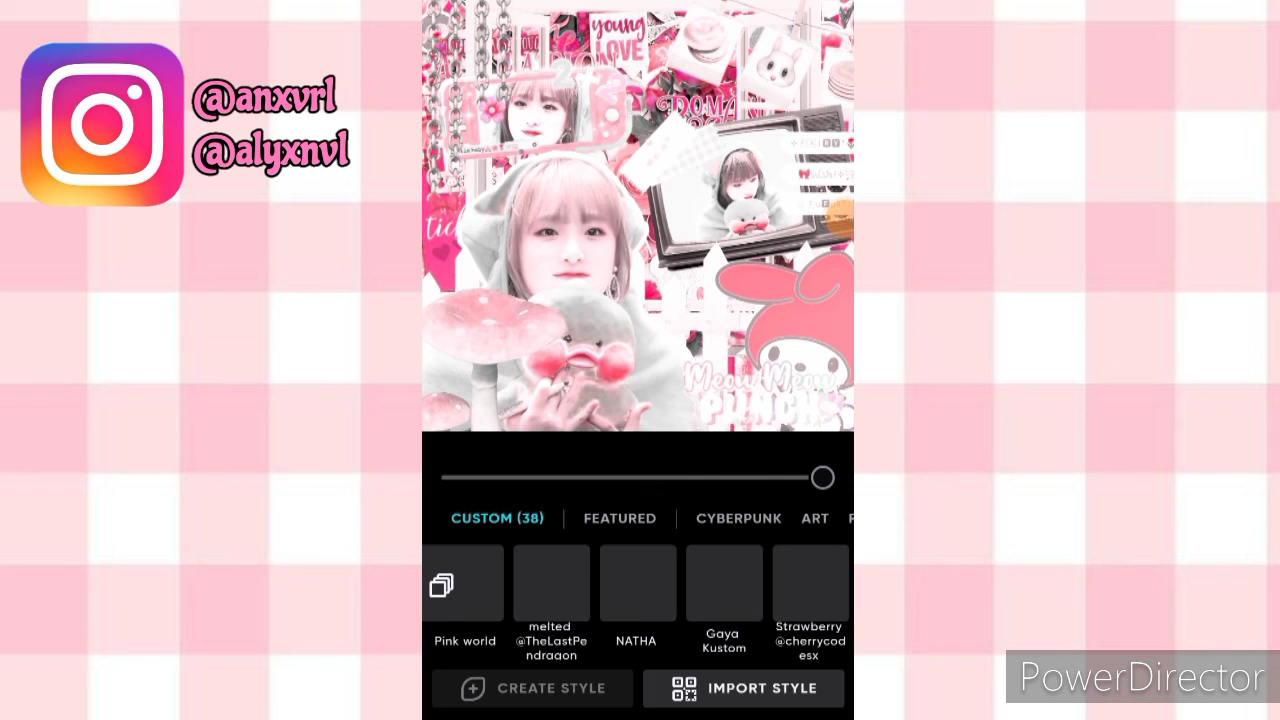 @anxvrl
@alyxnvl
young
LOVE
Meow Meow
PUNCH
CUSTOM (38)
FEATURED
CYBERPUNK
ART
Pink world
melted
@TheLastPe
ndragon
NATHA
Gaya
Kustom
Strawberry
@cherrycod
esx
CREATE STYLE
IMPORT STYLE
PowerDirector